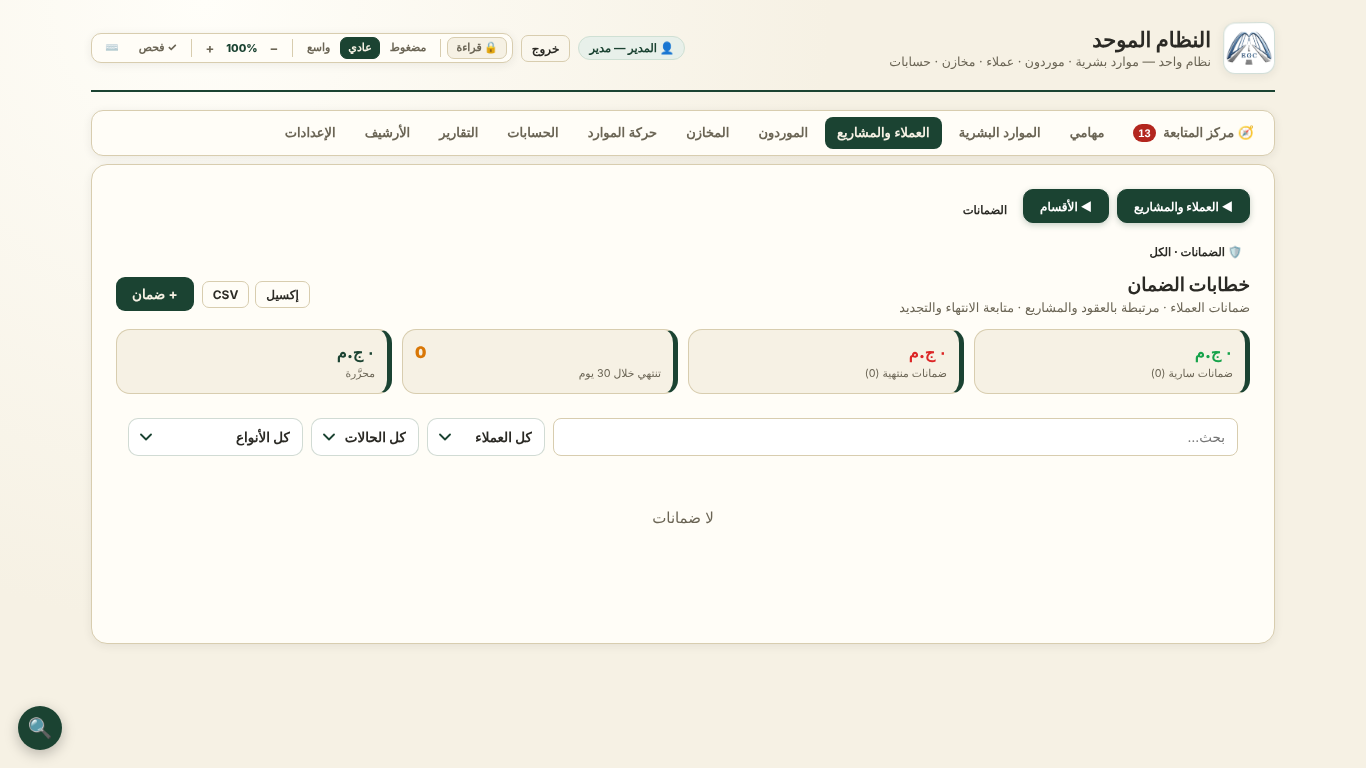 ROC
النظام الموحد
نظام واحد — موارد بشرية · موردون · عملاء · مخازن · حسابات
👤 المدير — مدير
خروج
🔒 قراءة
مضغوط
عادي
واسع
− 100% +
✓ فحص
🧭 مركز المتابعة 13
مهامي
الموارد البشرية
العملاء والمشاريع
الموردون
المخازن
حركة الموارد
الحسابات
التقارير
الأرشيف
الإعدادات
◀ العملاء والمشاريع
◀ الأقسام
الضمانات
🛡️ الضمانات · الكل
خطابات الضمان
ضمانات العملاء · مرتبطة بالعقود والمشاريع · متابعة الانتهاء والتجديد
إكسيل
CSV
+ ضمان
٠ ج.م
ضمانات سارية (0)
٠ ج.م
ضمانات منتهية (0)
0
تنتهي خلال 30 يوم
٠ ج.م
محرَّرة
بحث...
كل العملاء
كل الحالات
كل الأنواع
لا ضمانات